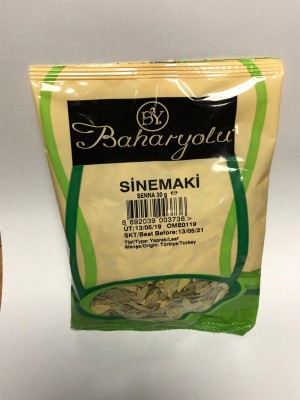 BY
Baharyolu
SİNEMAKİ
SENNA 30 g e
8 692039 003736 >
ÜT:13/05/19 OME0119
SKT/Best Before:13/05/21
Tipi/Type: Yaprak/Leaf
Menşe/Origin: Türkiye/Turkey